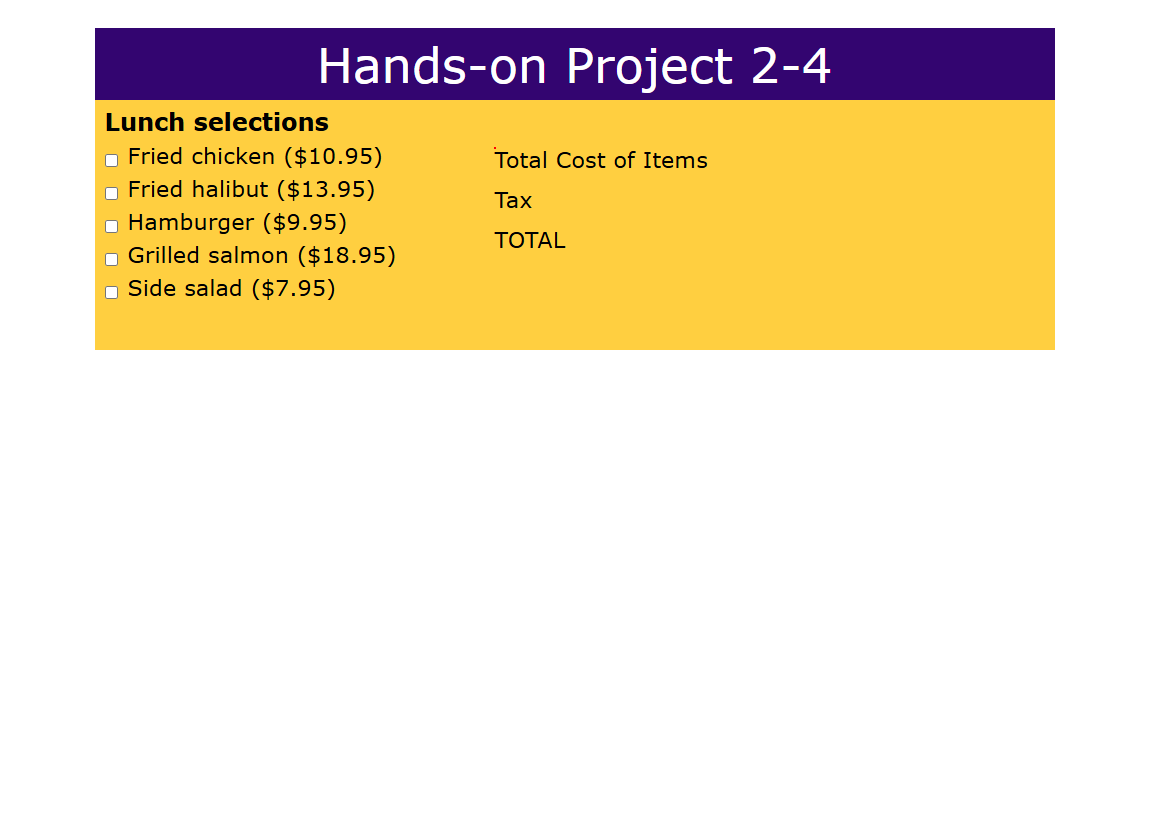 Hands-on Project 2-4
Lunch selections
Fried chicken ($10.95)
Fried halibut ($13.95)
Hamburger ($9.95)
Grilled salmon ($18.95)
Side salad ($7.95)
Total Cost of Items
Tax
TOTAL